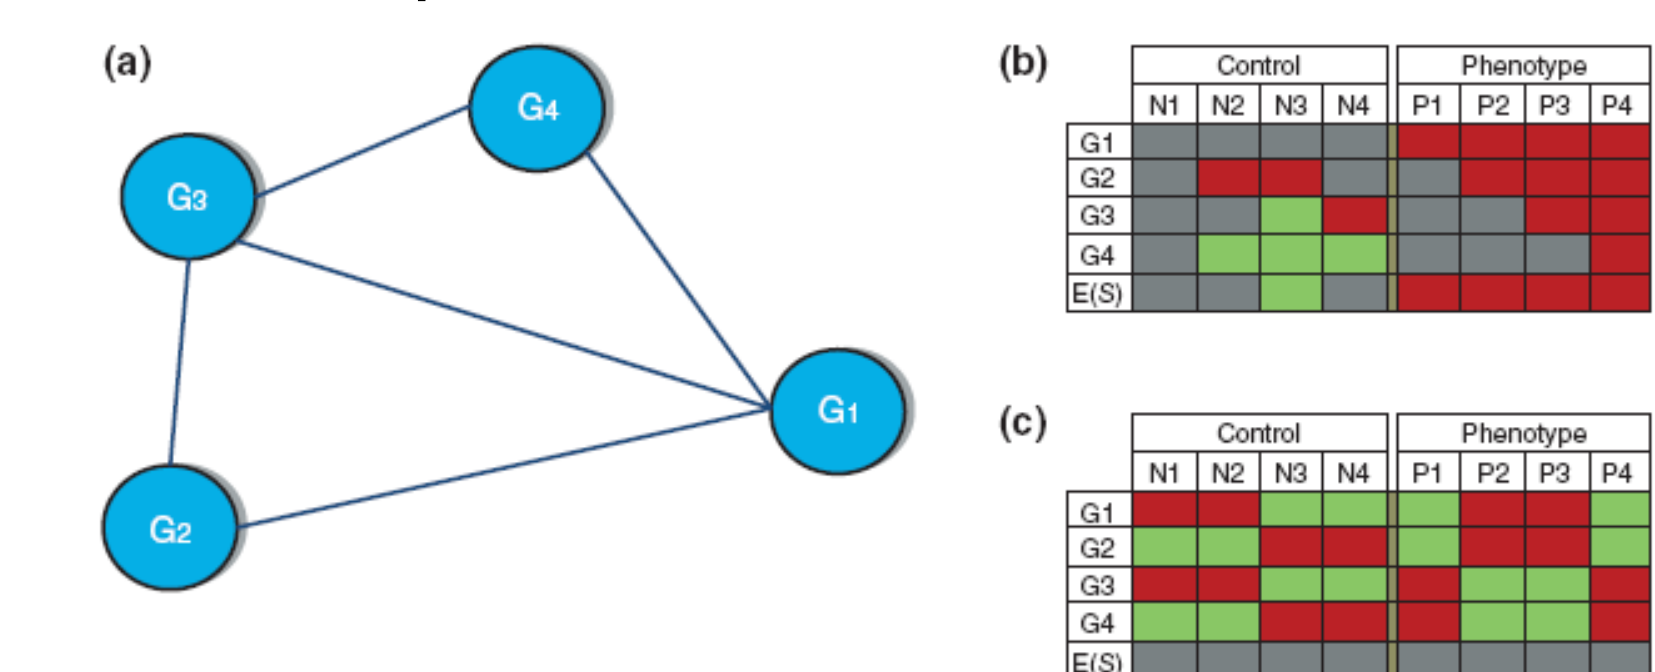 (a)
G4
G3
G1
G2
(b)
Control Phenotype
N1 N2 N3 N4 P1 P2 P3 P4
G1
G2
G3
G4
E(S)
(c)
Control Phenotype
N1 N2 N3 N4 P1 P2 P3 P4
G1
G2
G3
G4
E(S)